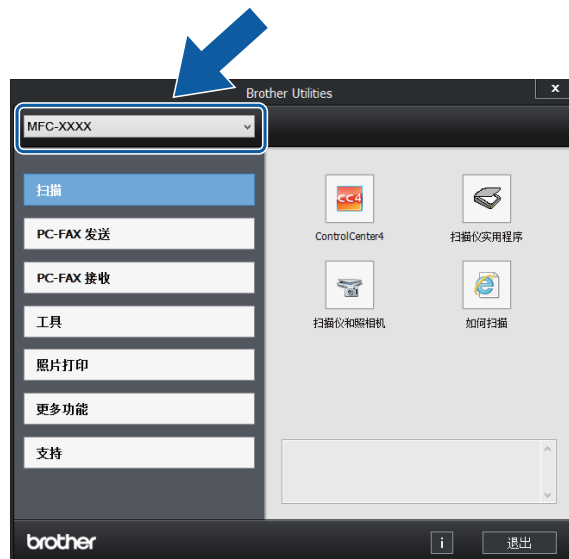 Brother Utilities
x
MFC-XXXX
扫描
PC-FAX 发送
PC-FAX 接收
工具
照片打印
更多功能
支持
CC4
ControlCenter4
扫描仪实用程序
扫描仪和照相机
如何扫描
brother
i
退出